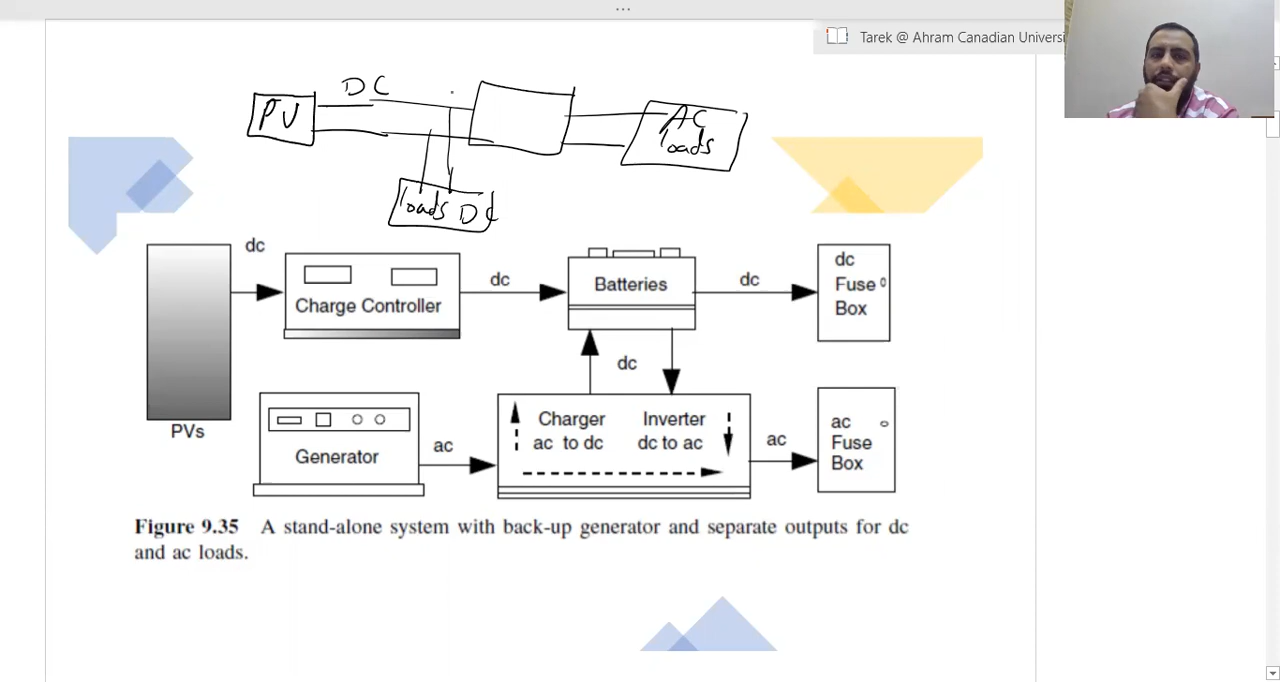 Tarek @ Ahram Canadian Universi
DC
PV
AC
loads
loads DC
dc
dc
Batteries
dc
dc
Fuse
Box
Charge Controller
dc
PVs
Generator
ac
Charger
ac to dc
Inverter
dc to ac
ac
ac
Fuse
Box
Figure 9.35 A stand-alone system with back-up generator and separate outputs for dc
and ac loads.